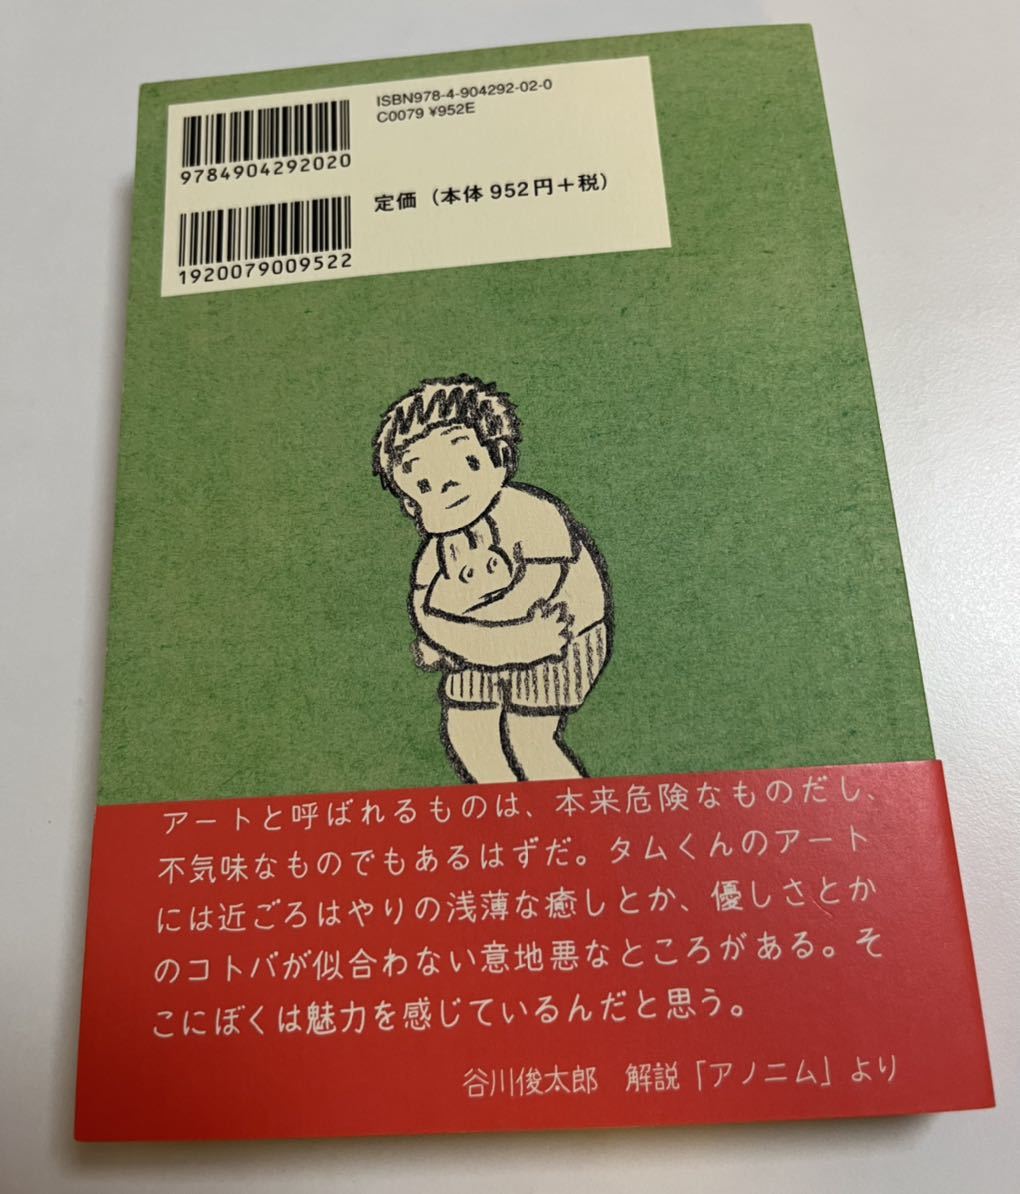 ISBN978-4-904292-02-0
C0079 ¥952E
9784904292020
定価(本体952円+税)
1920079009522
アートと呼ばれるものは、本来危険なものだし、
不気味なものでもあるはずだ。タムくんのアート
には近ごろはやりの浅薄な癒しとか、優しさとか
のコトバが似合わない意地悪なところがある。そ
こにぼくは魅力を感じているんだと思う。
谷川俊太郎 解説「アノニム」より